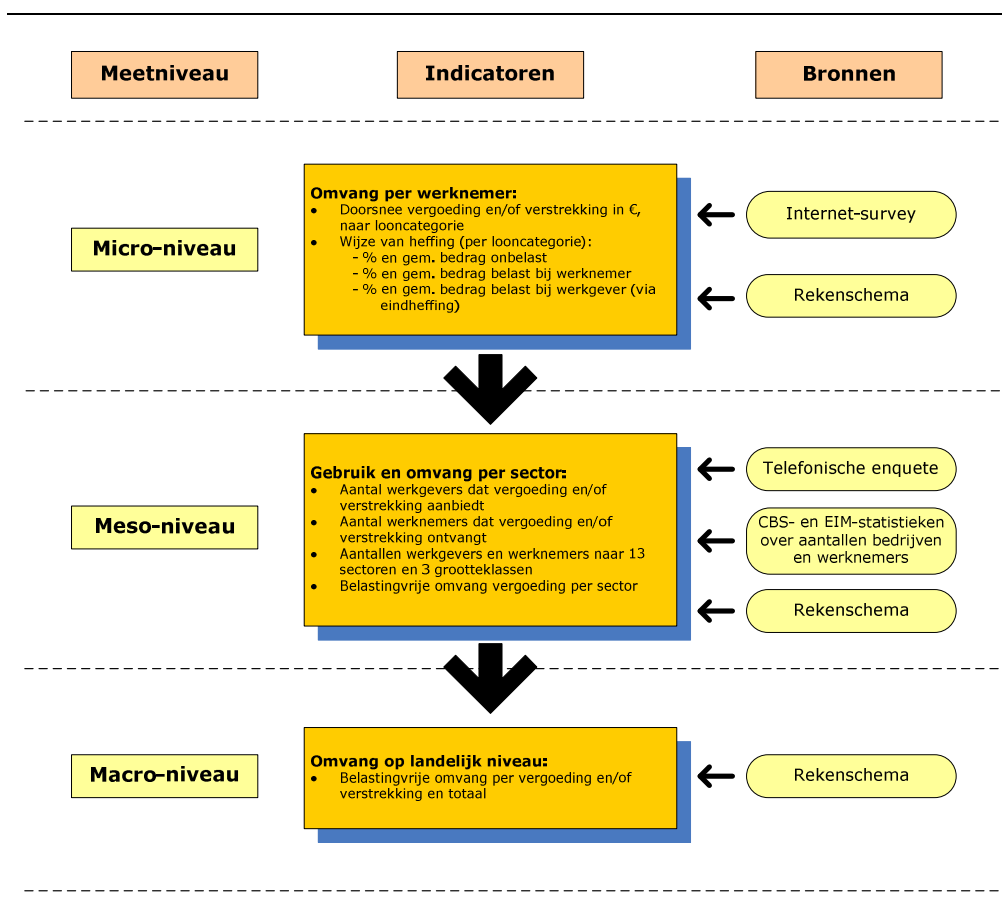 Meetniveau
Indicatoren
Bronnen
Micro-niveau
Omvang per werknemer:
• Doorsnee vergoeding en/of verstrekking in €,
naar looncategorie
• Wijze van heffing (per looncategorie):
- % en gem. bedrag onbelast
- % en gem. bedrag belast bij werknemer
- % en gem. bedrag belast bij werkgever (via
eindheffing)
Internet-survey
Rekenschema
Meso-niveau
Gebruik en omvang per sector:
• Aantal werkgevers dat vergoeding en/of
verstrekking aanbiedt
• Aantal werknemers dat vergoeding en/of
verstrekking ontvangt
• Aantallen werkgevers en werknemers naar 13
sectoren en 3 grootteklassen
• Belastingvrije omvang vergoeding per sector
Telefonische enquete
CBS- en EIM-statistieken
over aantallen bedrijven
en werknemers
Rekenschema
Macro-niveau
Omvang op landelijk niveau:
• Belastingvrije omvang per vergoeding en/of
verstrekking en totaal
Rekenschema